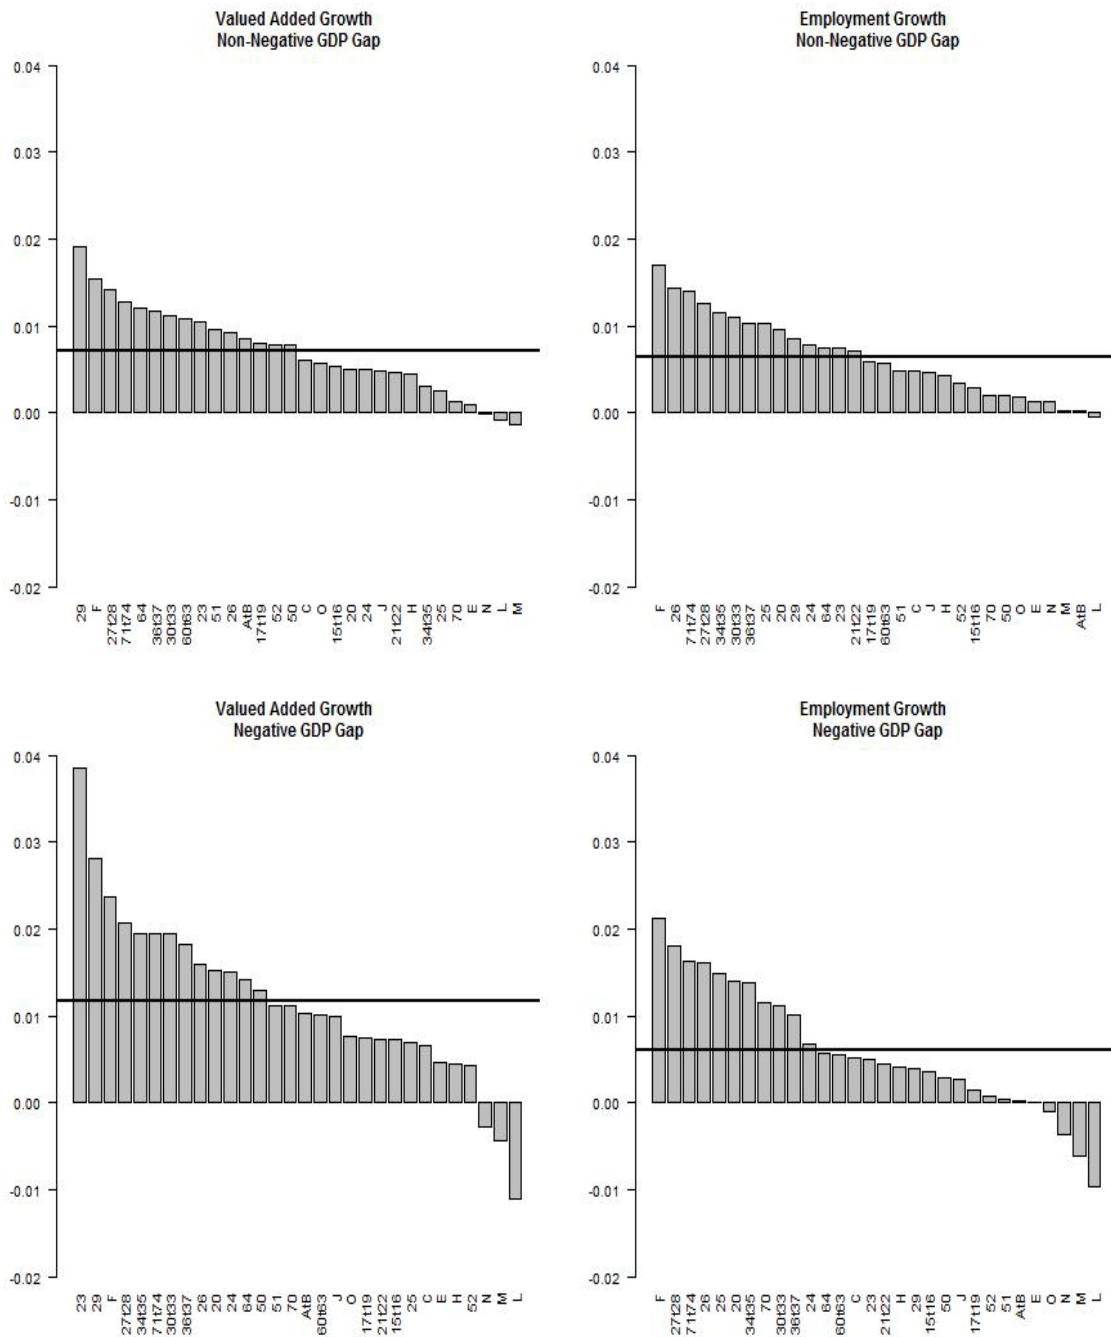 Valued Added Growth
Non-Negative GDP Gap
0.04
0.03
0.02
0.01
0.00
-0.01
-0.02
29 F 27t28 71t74 64 36t37 30t33 60t63 23 51 26 AtB 17t19 52 50 C O 15t16 20 24 J 21t22 H 34t35 25 70 E N L M
Employment Growth
Non-Negative GDP Gap
0.04
0.03
0.02
0.01
0.00
-0.01
-0.02
F 26 71t74 27t28 34t35 30t33 36t37 25 20 29 24 64 23 21t22 17t19 60t63 51 C J H 52 15t16 70 50 O E N M AtB L
Valued Added Growth
Negative GDP Gap
0.04
0.03
0.02
0.01
0.00
-0.01
-0.02
23 29 F 27t28 34t35 71t74 30t33 36t37 26 20 24 64 50 51 70 AtB 60t63 J O 17t19 21t22 15t16 25 C E H 52 N M L
Employment Growth
Negative GDP Gap
0.04
0.03
0.02
0.01
0.00
-0.01
-0.02
F 27t28 71t74 26 25 20 34t35 70 30t33 36t37 24 64 60t63 C 23 21t22 H 29 15t16 50 J 17t19 52 51 AtB E O N M L